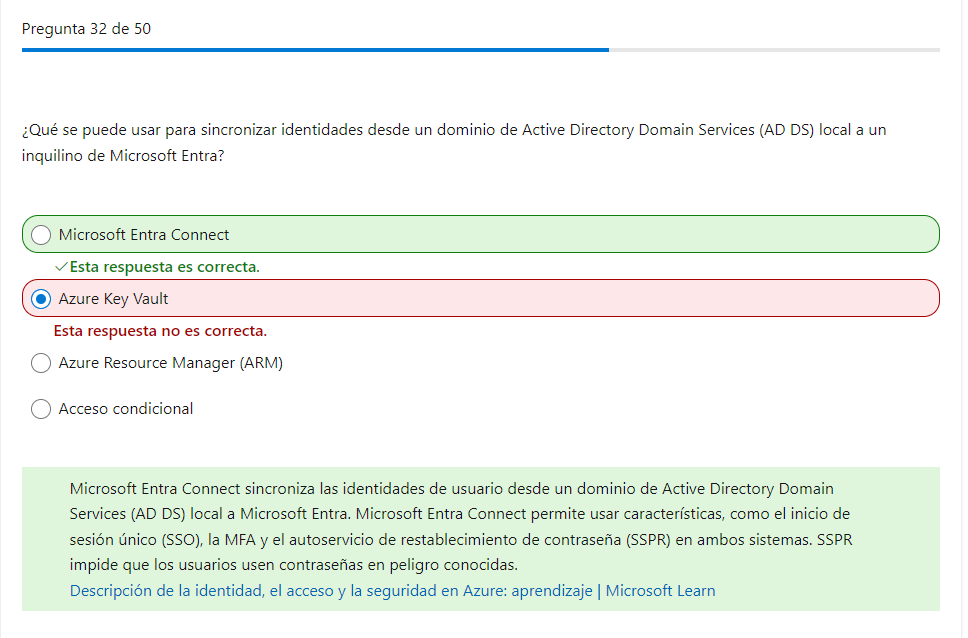 Pregunta 32 de 50
¿Qué se puede usar para sincronizar identidades desde un dominio de Active Directory Domain Services (AD DS) local a un
inquilino de Microsoft Entra?
Microsoft Entra Connect
✓Esta respuesta es correcta.
Azure Key Vault
Esta respuesta no es correcta.
Azure Resource Manager (ARM)
Acceso condicional
Microsoft Entra Connect sincroniza las identidades de usuario desde un dominio de Active Directory Domain
Services (AD DS) local a Microsoft Entra. Microsoft Entra Connect permite usar características, como el inicio de
sesión único (SSO), la MFA y el autoservicio de restablecimiento de contraseña (SSPR) en ambos sistemas. SSPR
impide que los usuarios usen contraseñas en peligro conocidas.
Descripción de la identidad, el acceso y la seguridad en Azure: aprendizaje | Microsoft Learn